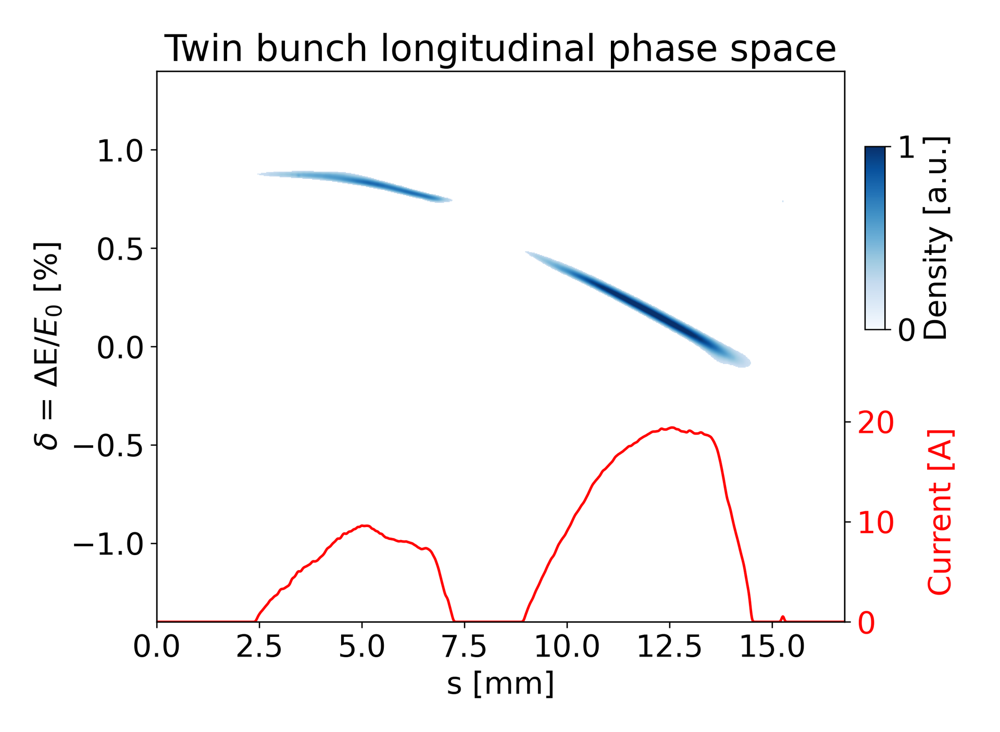 Twin bunch longitudinal phase space
δ = ΔE/E₀ [%]
1.0
0.5
0.0
−0.5
−1.0
0.0 2.5 5.0 7.5 10.0 12.5 15.0
s [mm]
1
0
Density [a.u.]
20
10
0
Current [A]